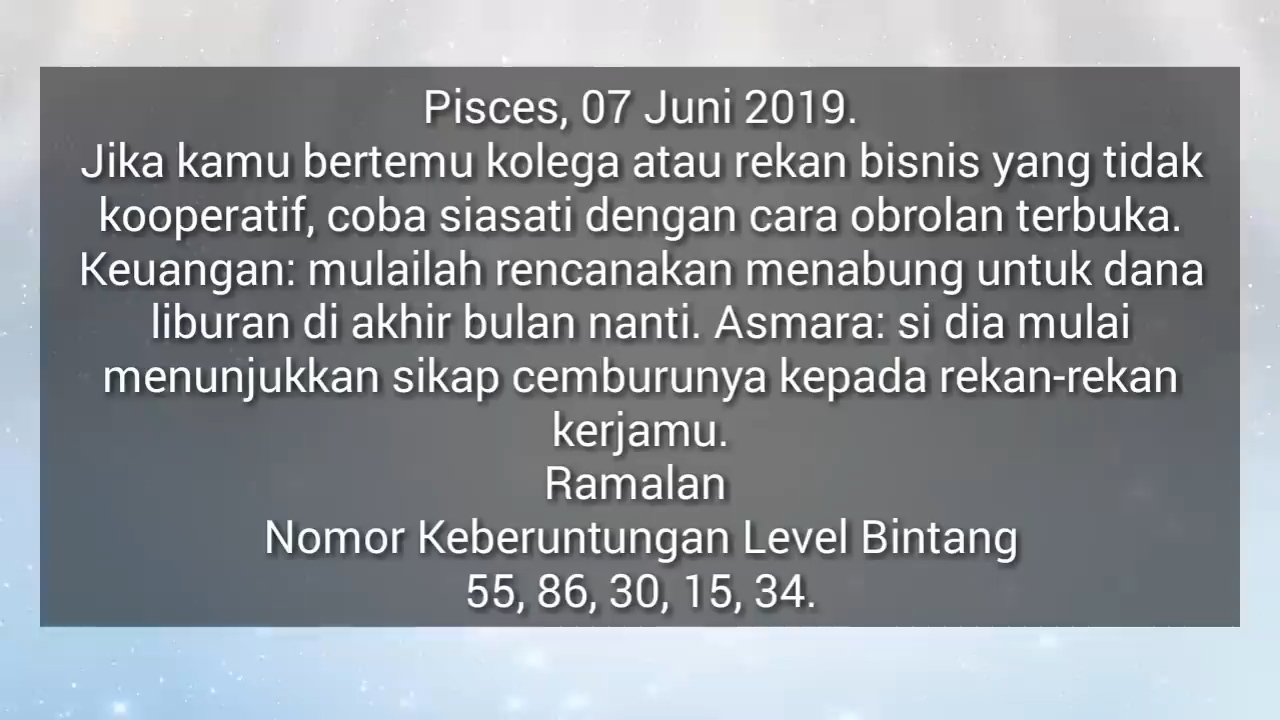 Pisces, 07 Juni 2019.
Jika kamu bertemu kolega atau rekan bisnis yang tidak
kooperatif, coba siasati dengan cara obrolan terbuka.
Keuangan: mulailah rencanakan menabung untuk dana
liburan di akhir bulan nanti. Asmara: si dia mulai
menunjukkan sikap cemburunya kepada rekan-rekan
kerjamu.
Ramalan
Nomor Keberuntungan Level Bintang
55, 86, 30, 15, 34.